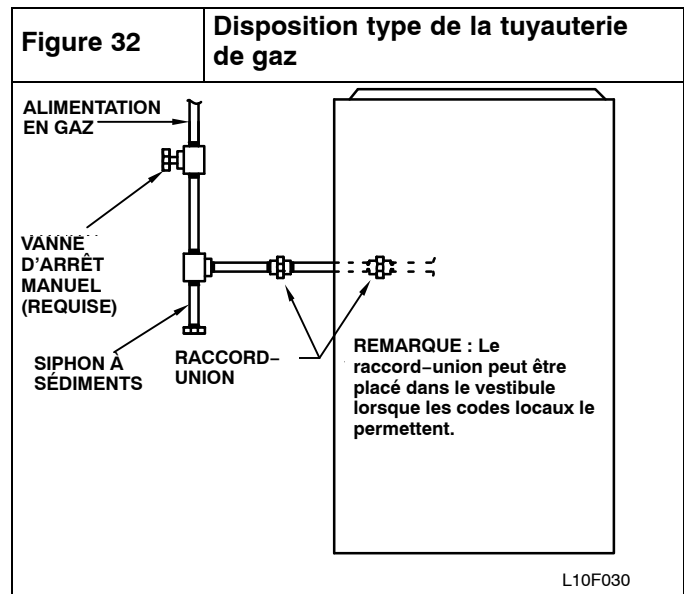 Figure 32
Disposition type de la tuyauterie
de gaz
ALIMENTATION
EN GAZ
VANNE
D'ARRÊT
MANUEL
(REQUISE)
SIPHON À
SÉDIMENTS
RACCORD−
UNION
REMARQUE : Le
raccord−union peut être
placé dans le vestibule
lorsque les codes locaux le
permettent.
L10F030